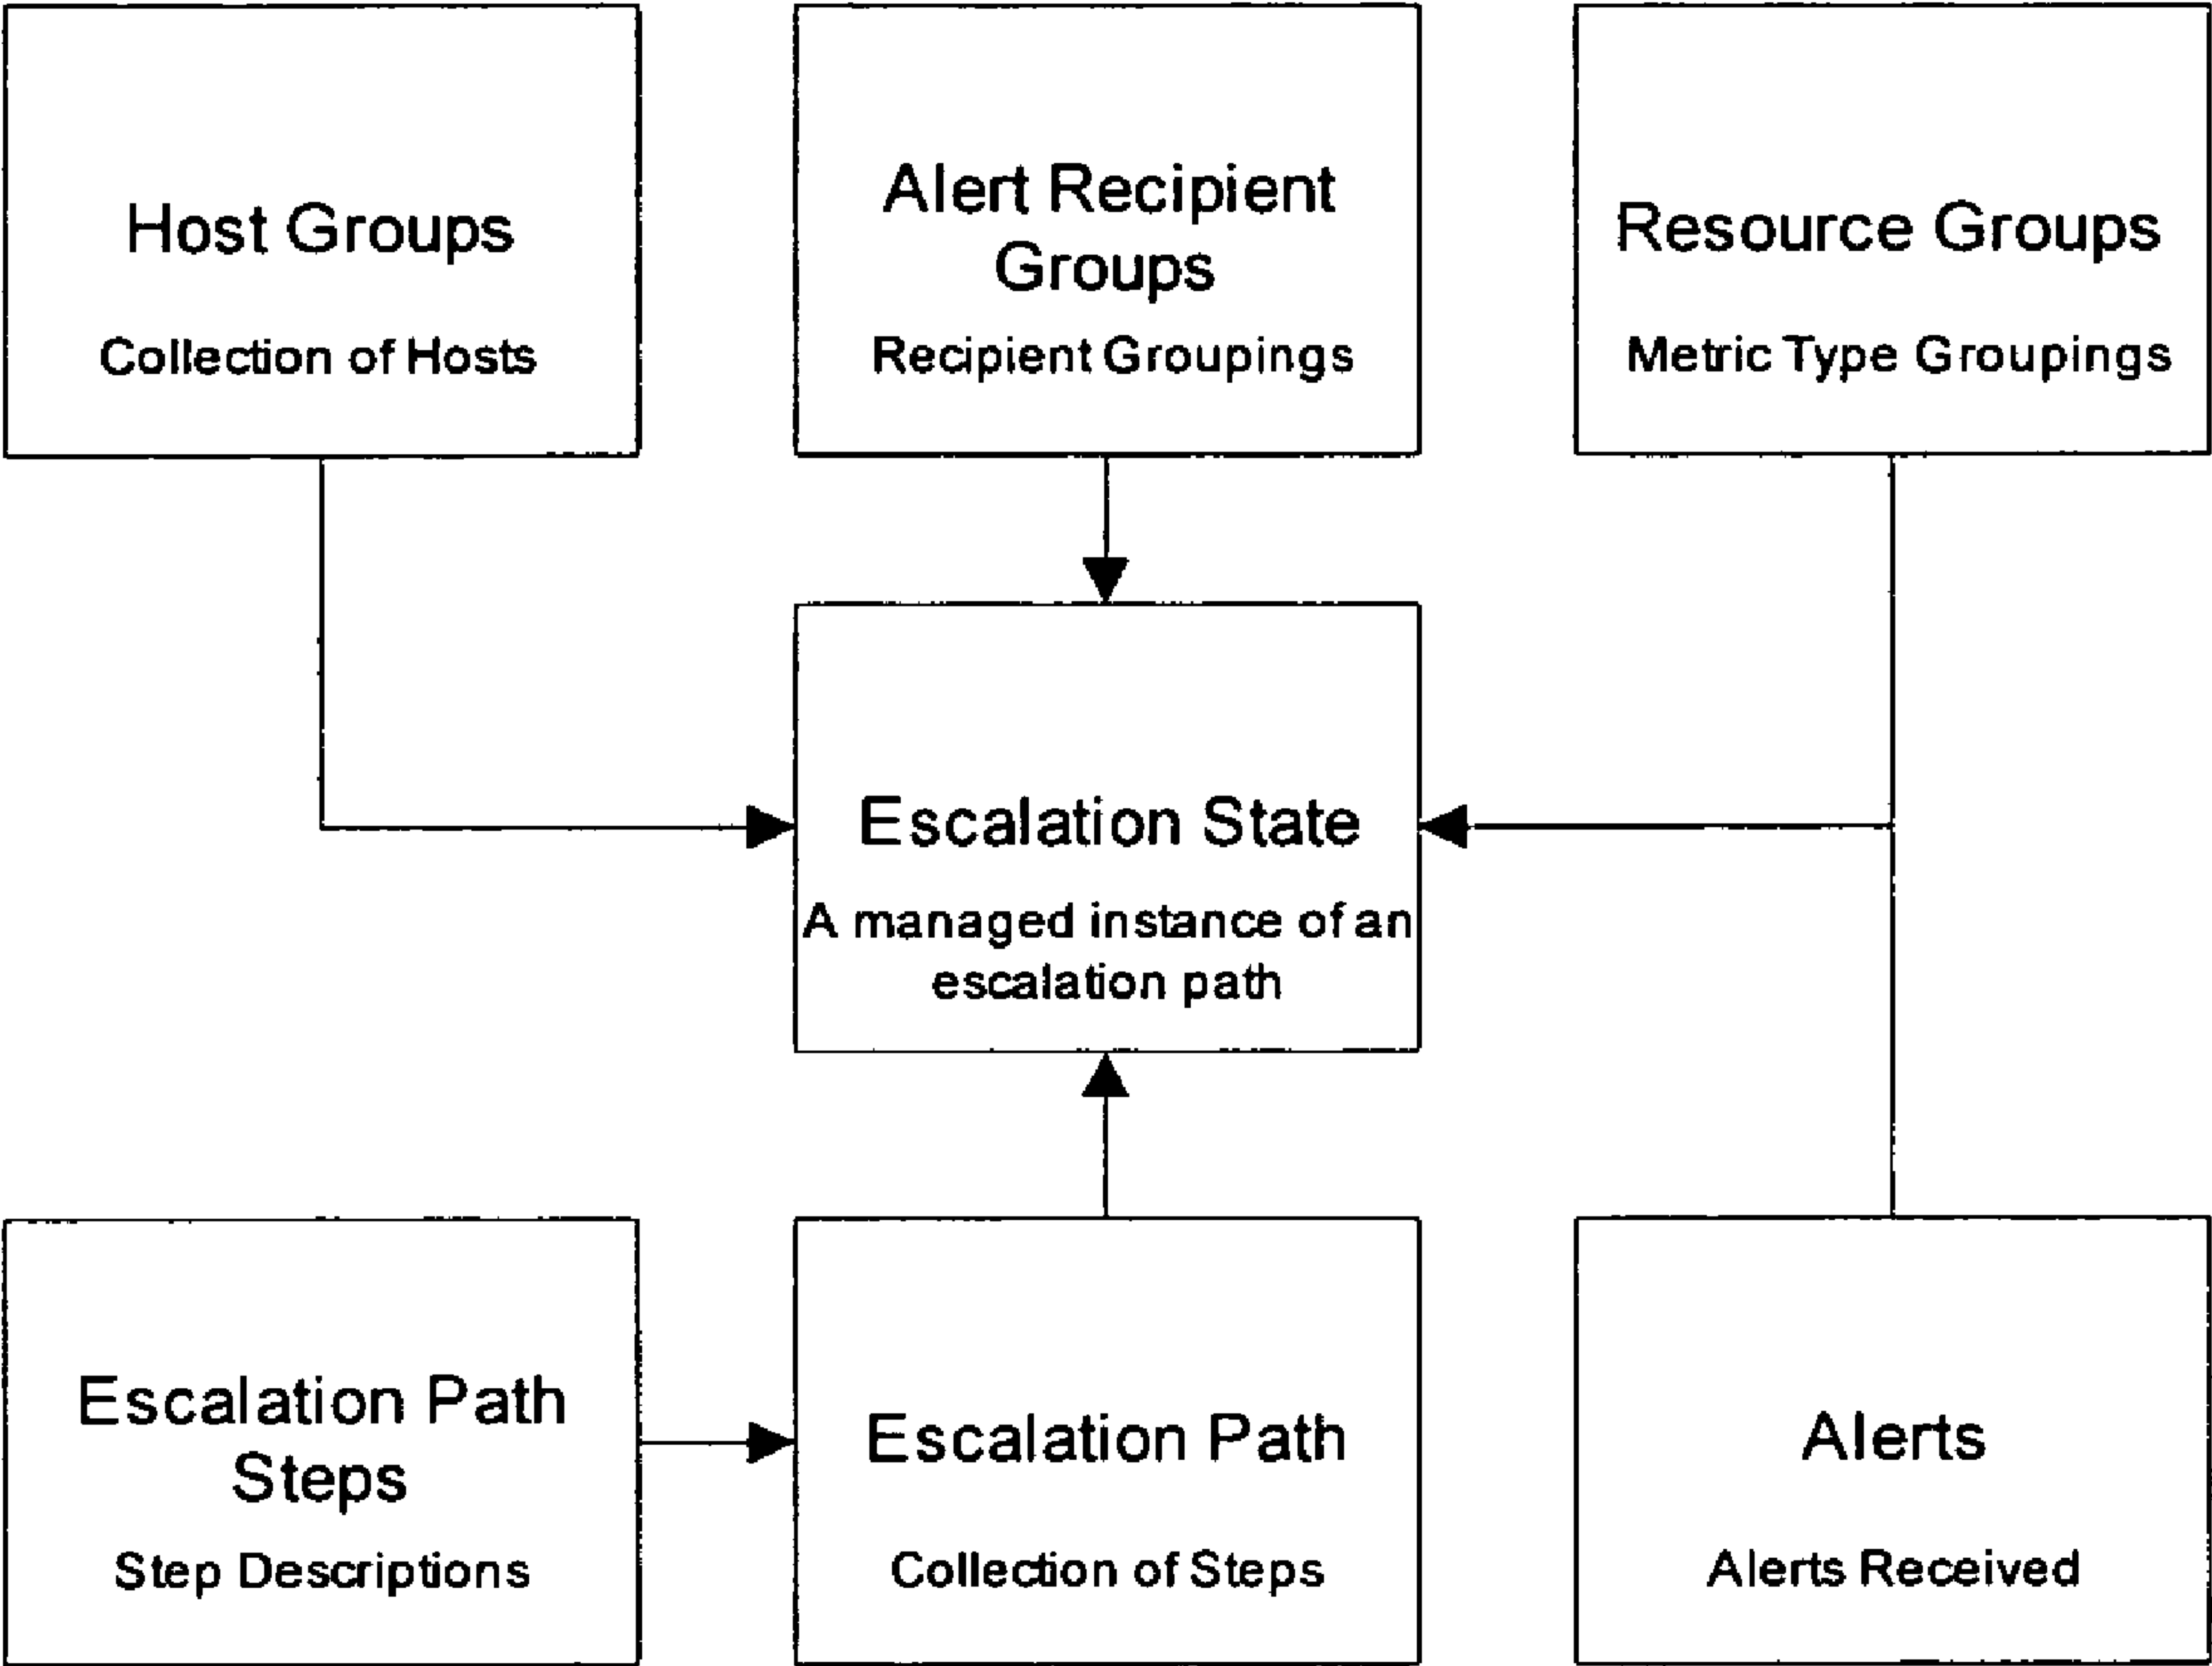 Host Groups
Collection of Hosts
Alert Recipient
Groups
Recipient Groupings
Resource Groups
Metric Type Groupings
Escalation State
A managed instance of an
escalation path
Escalation Path
Steps
Step Descriptions
Escalation Path
Collection of Steps
Alerts
Alerts Received